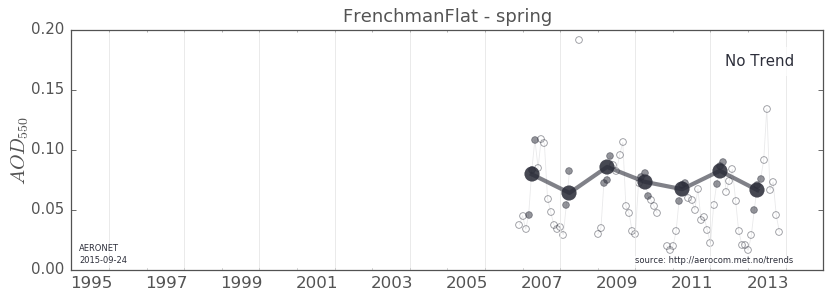 FrenchmanFlat - spring
0.20
No Trend
0.15
0.10
0.05
0.00
AOD550
AERONET
2015-09-24
source: http://aerocom.met.no/trends
1995 1997 1999 2001 2003 2005 2007 2009 2011 2013